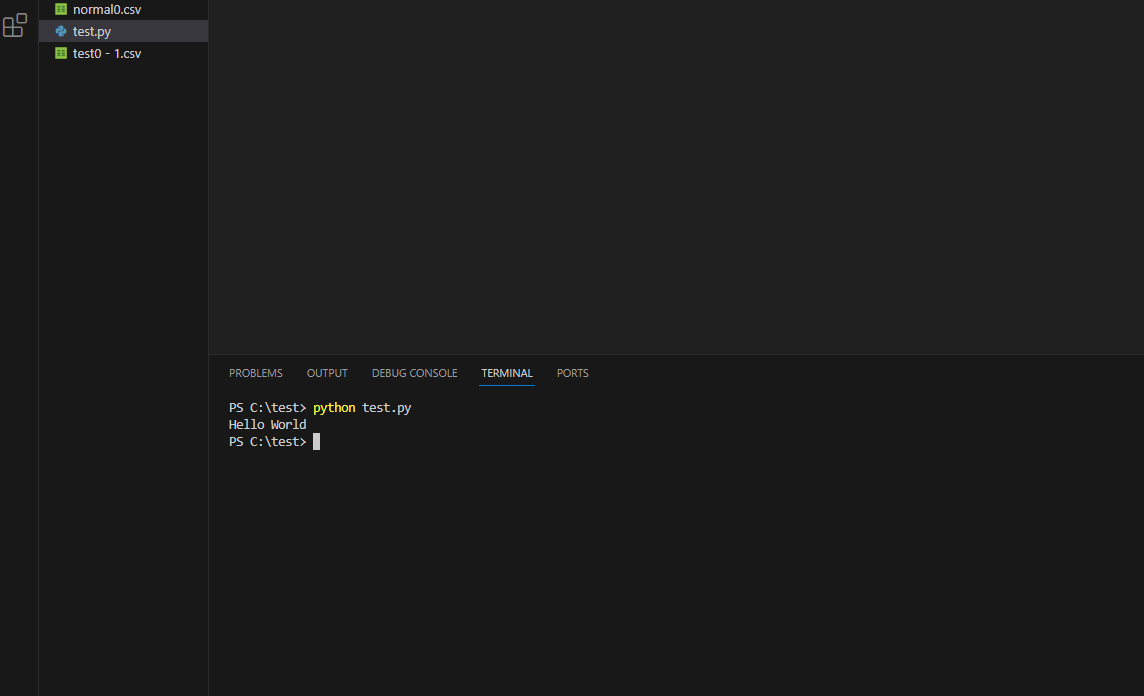 normal0.csv
test.py
test0 - 1.csv
PROBLEMS OUTPUT DEBUG CONSOLE TERMINAL PORTS
PS C:\test> python test.py
Hello World
PS C:\test>